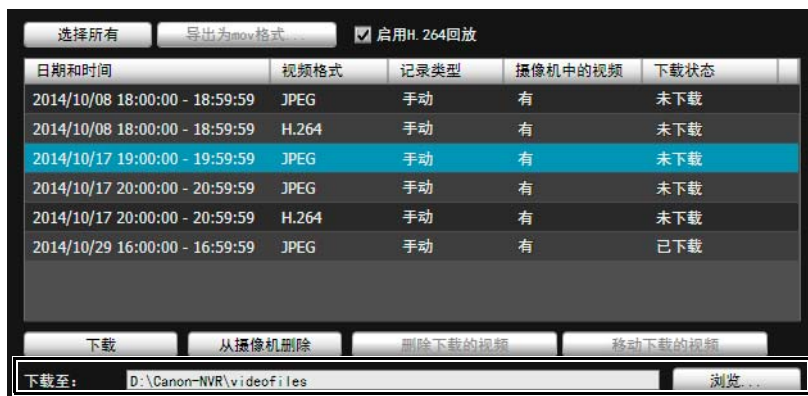 选择所有 导出为mov格式... 启用H.264回放
日期和时间 视频格式 记录类型 摄像机中的视频 下载状态
2014/10/08 18:00:00 - 18:59:59 JPEG 手动 有 未下载
2014/10/08 18:00:00 - 18:59:59 H.264 手动 有 未下载
2014/10/17 19:00:00 - 19:59:59 JPEG 手动 有 未下载
2014/10/17 20:00:00 - 20:59:59 JPEG 手动 有 未下载
2014/10/17 20:00:00 - 20:59:59 H.264 手动 有 未下载
2014/10/29 16:00:00 - 16:59:59 JPEG 手动 有 已下载
下载 从摄像机删除 删除下载的视频 移动下载的视频
下载至: D:\Canon-NVR\videofiles 浏览...